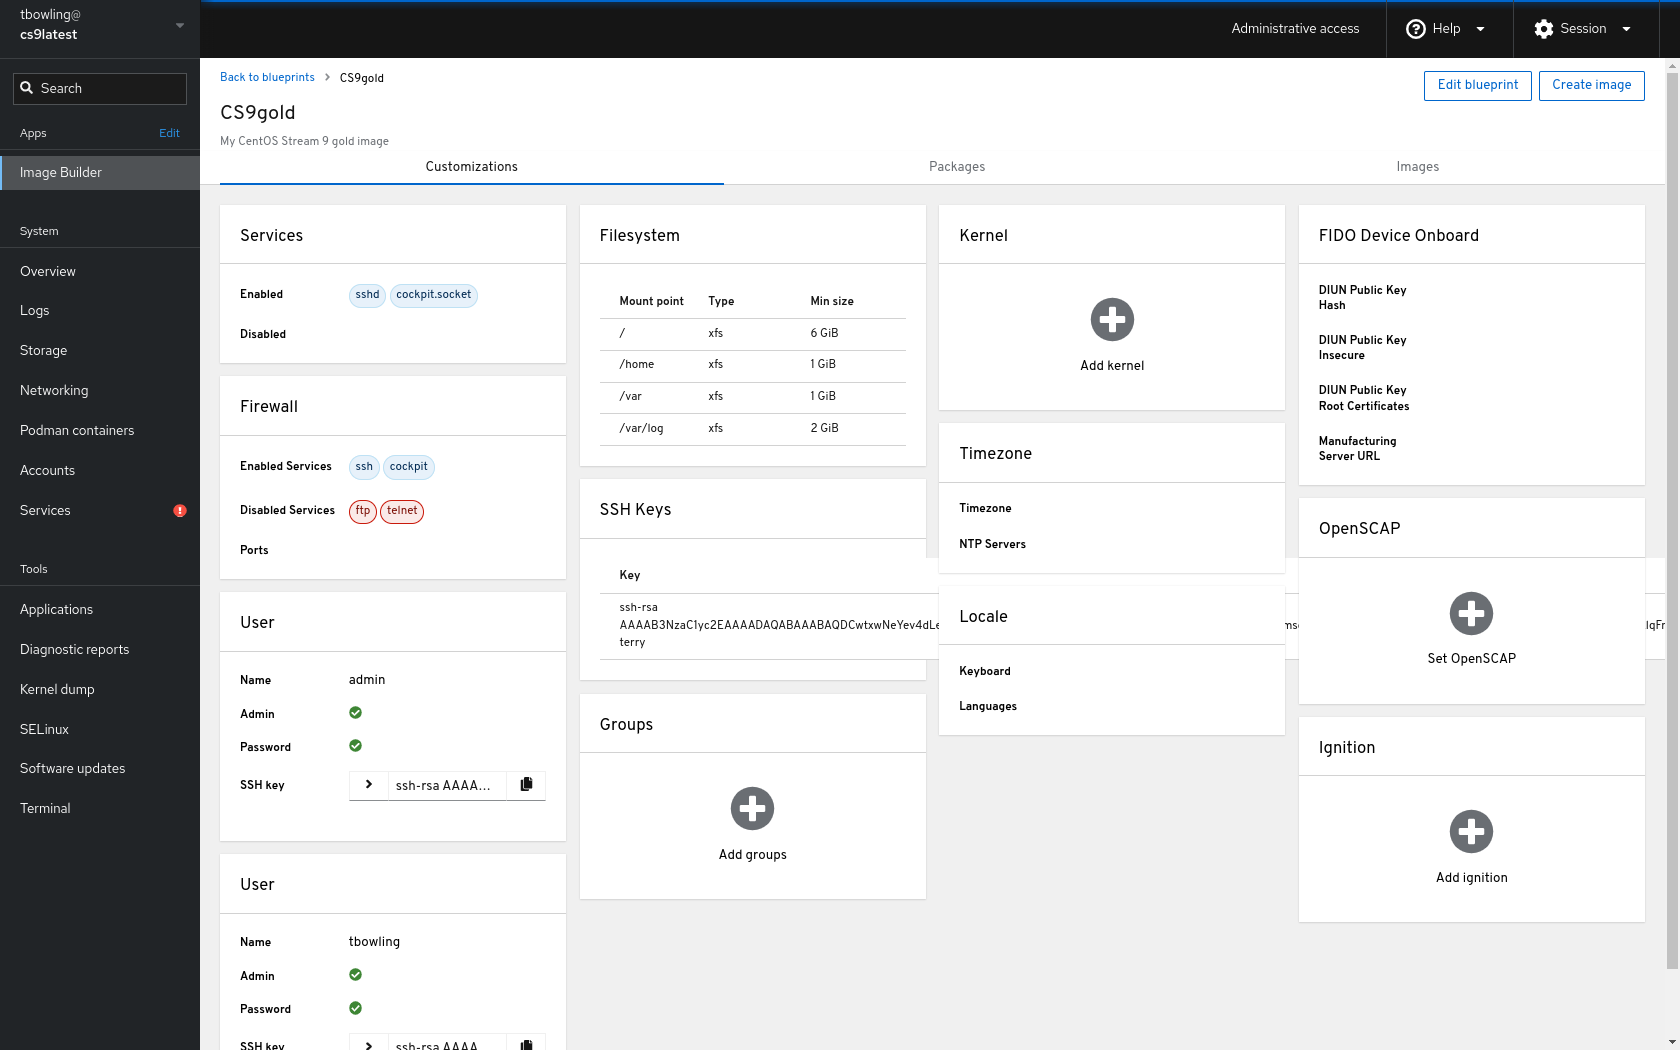 tbowling@
cs9latest
Administrative access
Help
Session
Search
Apps
Edit
Image Builder
System
Overview
Logs
Storage
Networking
Podman containers
Accounts
Services
Tools
Applications
Diagnostic reports
Kernel dump
SELinux
Software updates
Terminal
Back to blueprints > CS9gold
Edit blueprint
Create image
CS9gold
My CentOS Stream 9 gold image
Customizations
Packages
Images
Services
Enabled sshd cockpit.socket
Disabled
Firewall
Enabled Services ssh cockpit
Disabled Services ftp telnet
Ports
User
Name admin
Admin
Password
SSH key ssh-rsa AAAA...
User
Name tbowling
Admin
Password
SSH key ssh-rsa AAAA
Filesystem
Mount point Type Min size
/ xfs 6 GiB
/home xfs 1 GiB
/var xfs 1 GiB
/var/log xfs 2 GiB
SSH Keys
Key
ssh-rsa
AAAAB3NzaC1yc2EAAAADAQABAAABAQDCwtxwNeYev4dLe
terry
Groups
Add groups
Kernel
Add kernel
Timezone
Timezone
NTP Servers
Locale
Keyboard
Languages
FIDO Device Onboard
DIUN Public Key
Hash
DIUN Public Key
Insecure
DIUN Public Key
Root Certificates
Manufacturing
Server URL
OpenSCAP
Set OpenSCAP
Ignition
Add ignition